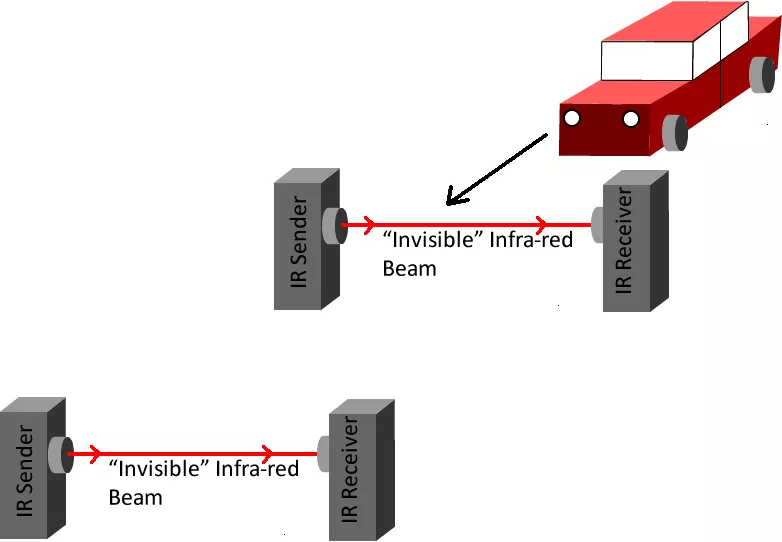 IR Sender
“Invisible” Infra-red
Beam
IR Receiver
IR Sender
“Invisible” Infra-red
Beam
IR Receiver